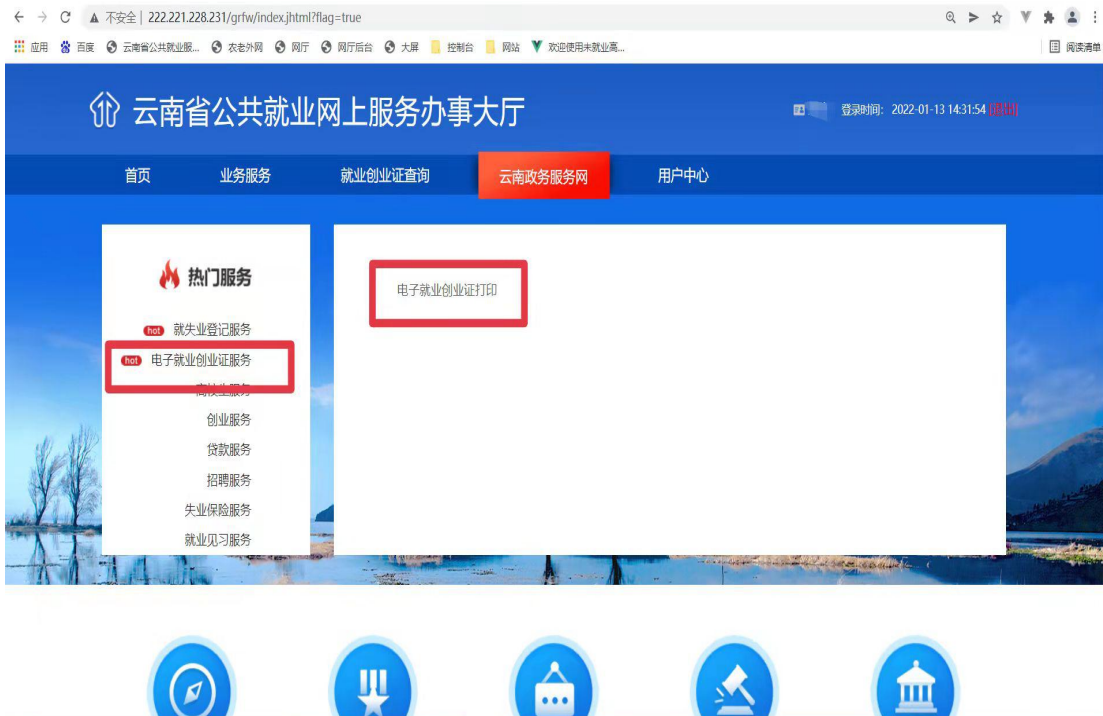 不安全 | 222.221.228.231/grfw/index.jhtml?flag=true
应用 百度 云南省公共就业服... 农老外网 网厅 网厅后台 大屏 控制台 网站 欢迎使用未就业高... 阅读清单
云南省公共就业网上服务办事大厅
登录时间: 2022-01-13 14:31:54
首页 业务服务 就业创业证查询 云南政务服务网 用户中心
热门服务
电子就业创业证打印
hot 就失业登记服务
hot 电子就业创业证服务
高校生服务
创业服务
贷款服务
招聘服务
失业保险服务
就业见习服务